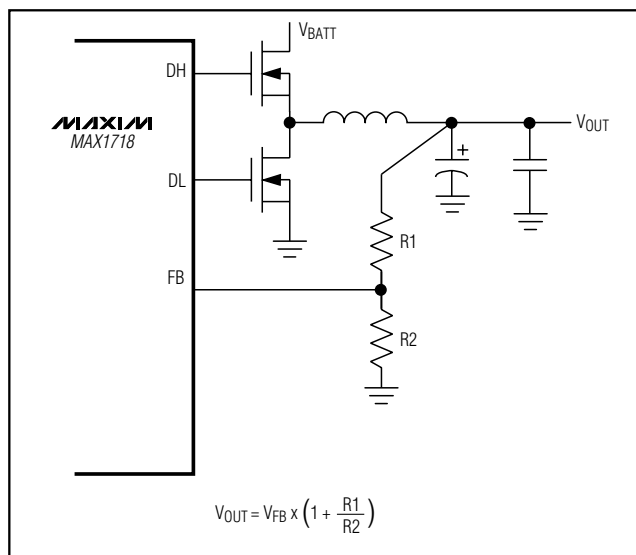 VBATT
DH
MAXIM
MAX1718
VOUT
+
DL
R1
FB
R2
VOUT = VFB x (1 + R1/R2)